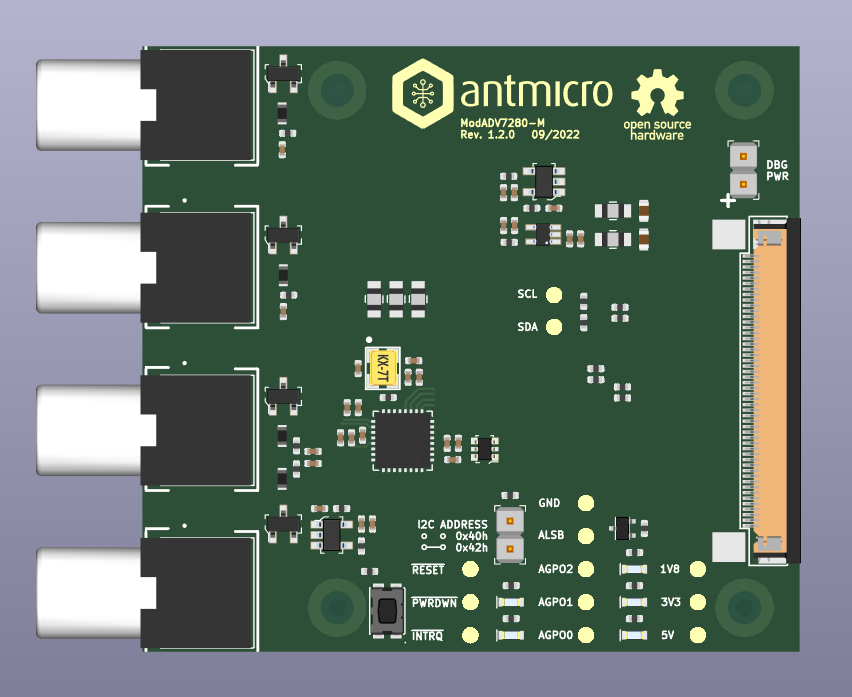 antmicro
ModADV7280-M
Rev. 1.2.0 09/2022
open source
hardware
DBG
PWR
+
SCL
SDA
KX-7T
GND
I2C ADDRESS
0x40h
0x42h
ALSB
RESET
AGPO2
1V8
PWRDWN
AGPO1
3V3
INTRQ
AGPO0
5V